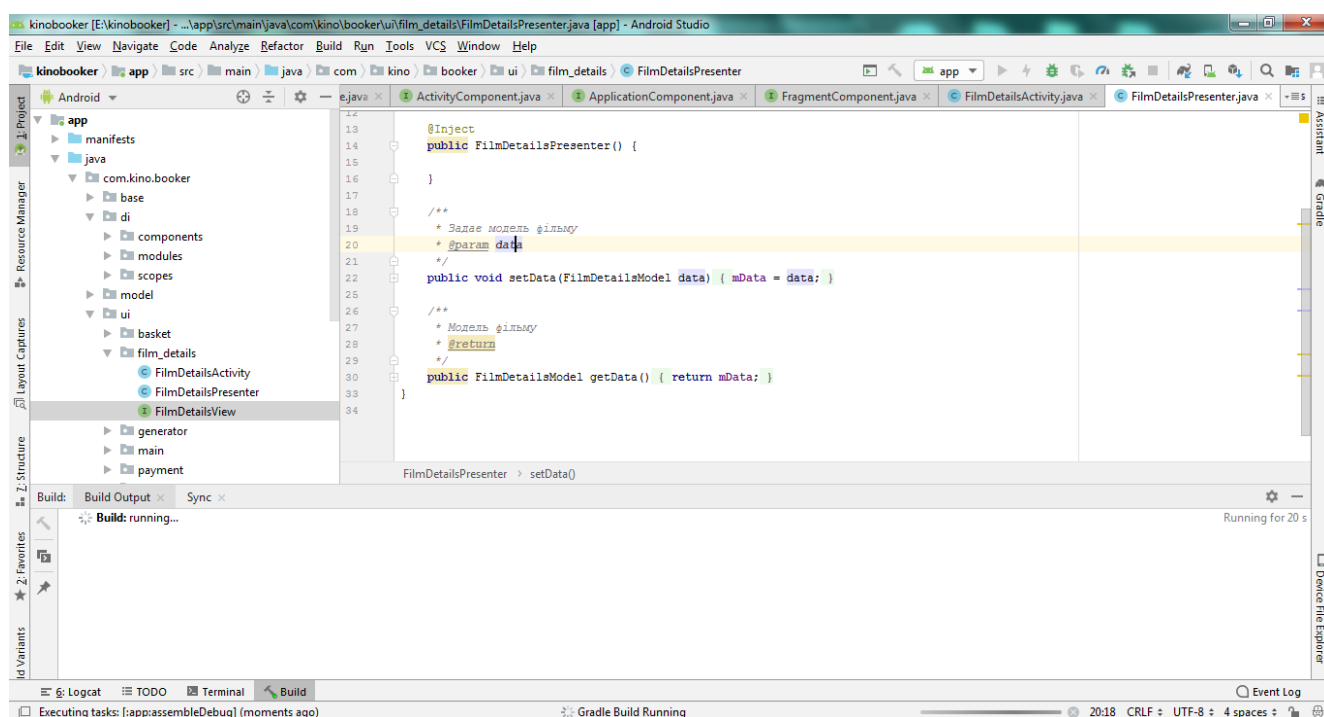 kinobooker [E:\kinobooker] - ...\app\src\main\java\com\kino\booker\ui\film_details\FilmDetailsPresenter.java [app] - Android Studio
File Edit View Navigate Code Analyze Refactor Build Run Tools VCS Window Help
kinobooker app src main java com kino booker ui film_details FilmDetailsPresenter app
Android e.java ActivityComponent.java ApplicationComponent.java FragmentComponent.java FilmDetailsActivity.java FilmDetailsPresenter.java
1: Project
Resource Manager
Layout Captures
Z: Structure
2: Favorites
ld Variants
app
manifests
java
com.kino.booker
base
di
components
modules
scopes
model
ui
basket
film_details
FilmDetailsActivity
FilmDetailsPresenter
FilmDetailsView
generator
main
payment
12
13 @Inject
14 public FilmDetailsPresenter() {
15
16 }
17
18 /**
19 * Задає модель фільму
20 * @param data
21 */
22 public void setData(FilmDetailsModel data) { mData = data; }
25
26 /**
27 * Модель фільму
28 * @return
29 */
30 public FilmDetailsModel getData() { return mData; }
33 }
34
FilmDetailsPresenter > setData()
Assistant
Gradle
Device File Explorer
Build: Build Output Sync
Build: running... Running for 20 s
6: Logcat TODO Terminal Build Event Log
Executing tasks: [:app:assembleDebug] (moments ago) Gradle Build Running 20:18 CRLF UTF-8 4 spaces